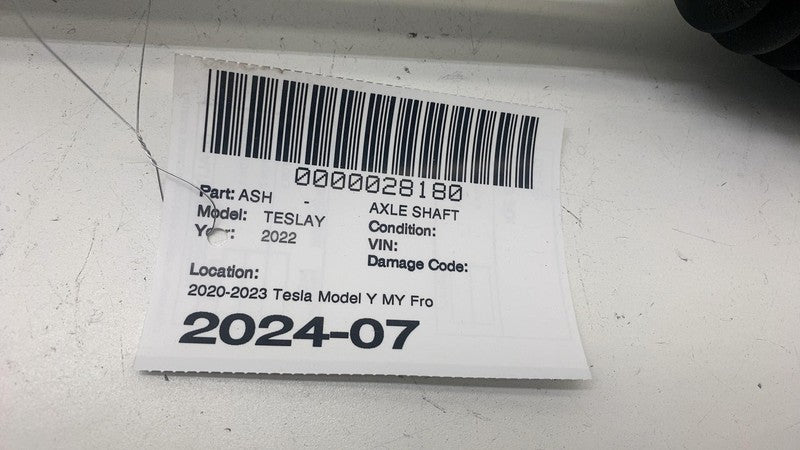 0000028180
Part: ASH - AXLE SHAFT
Model: TESLAY Condition:
Year: 2022 VIN:
Damage Code:
Location:
2020-2023 Tesla Model Y MY Fro
2024-07